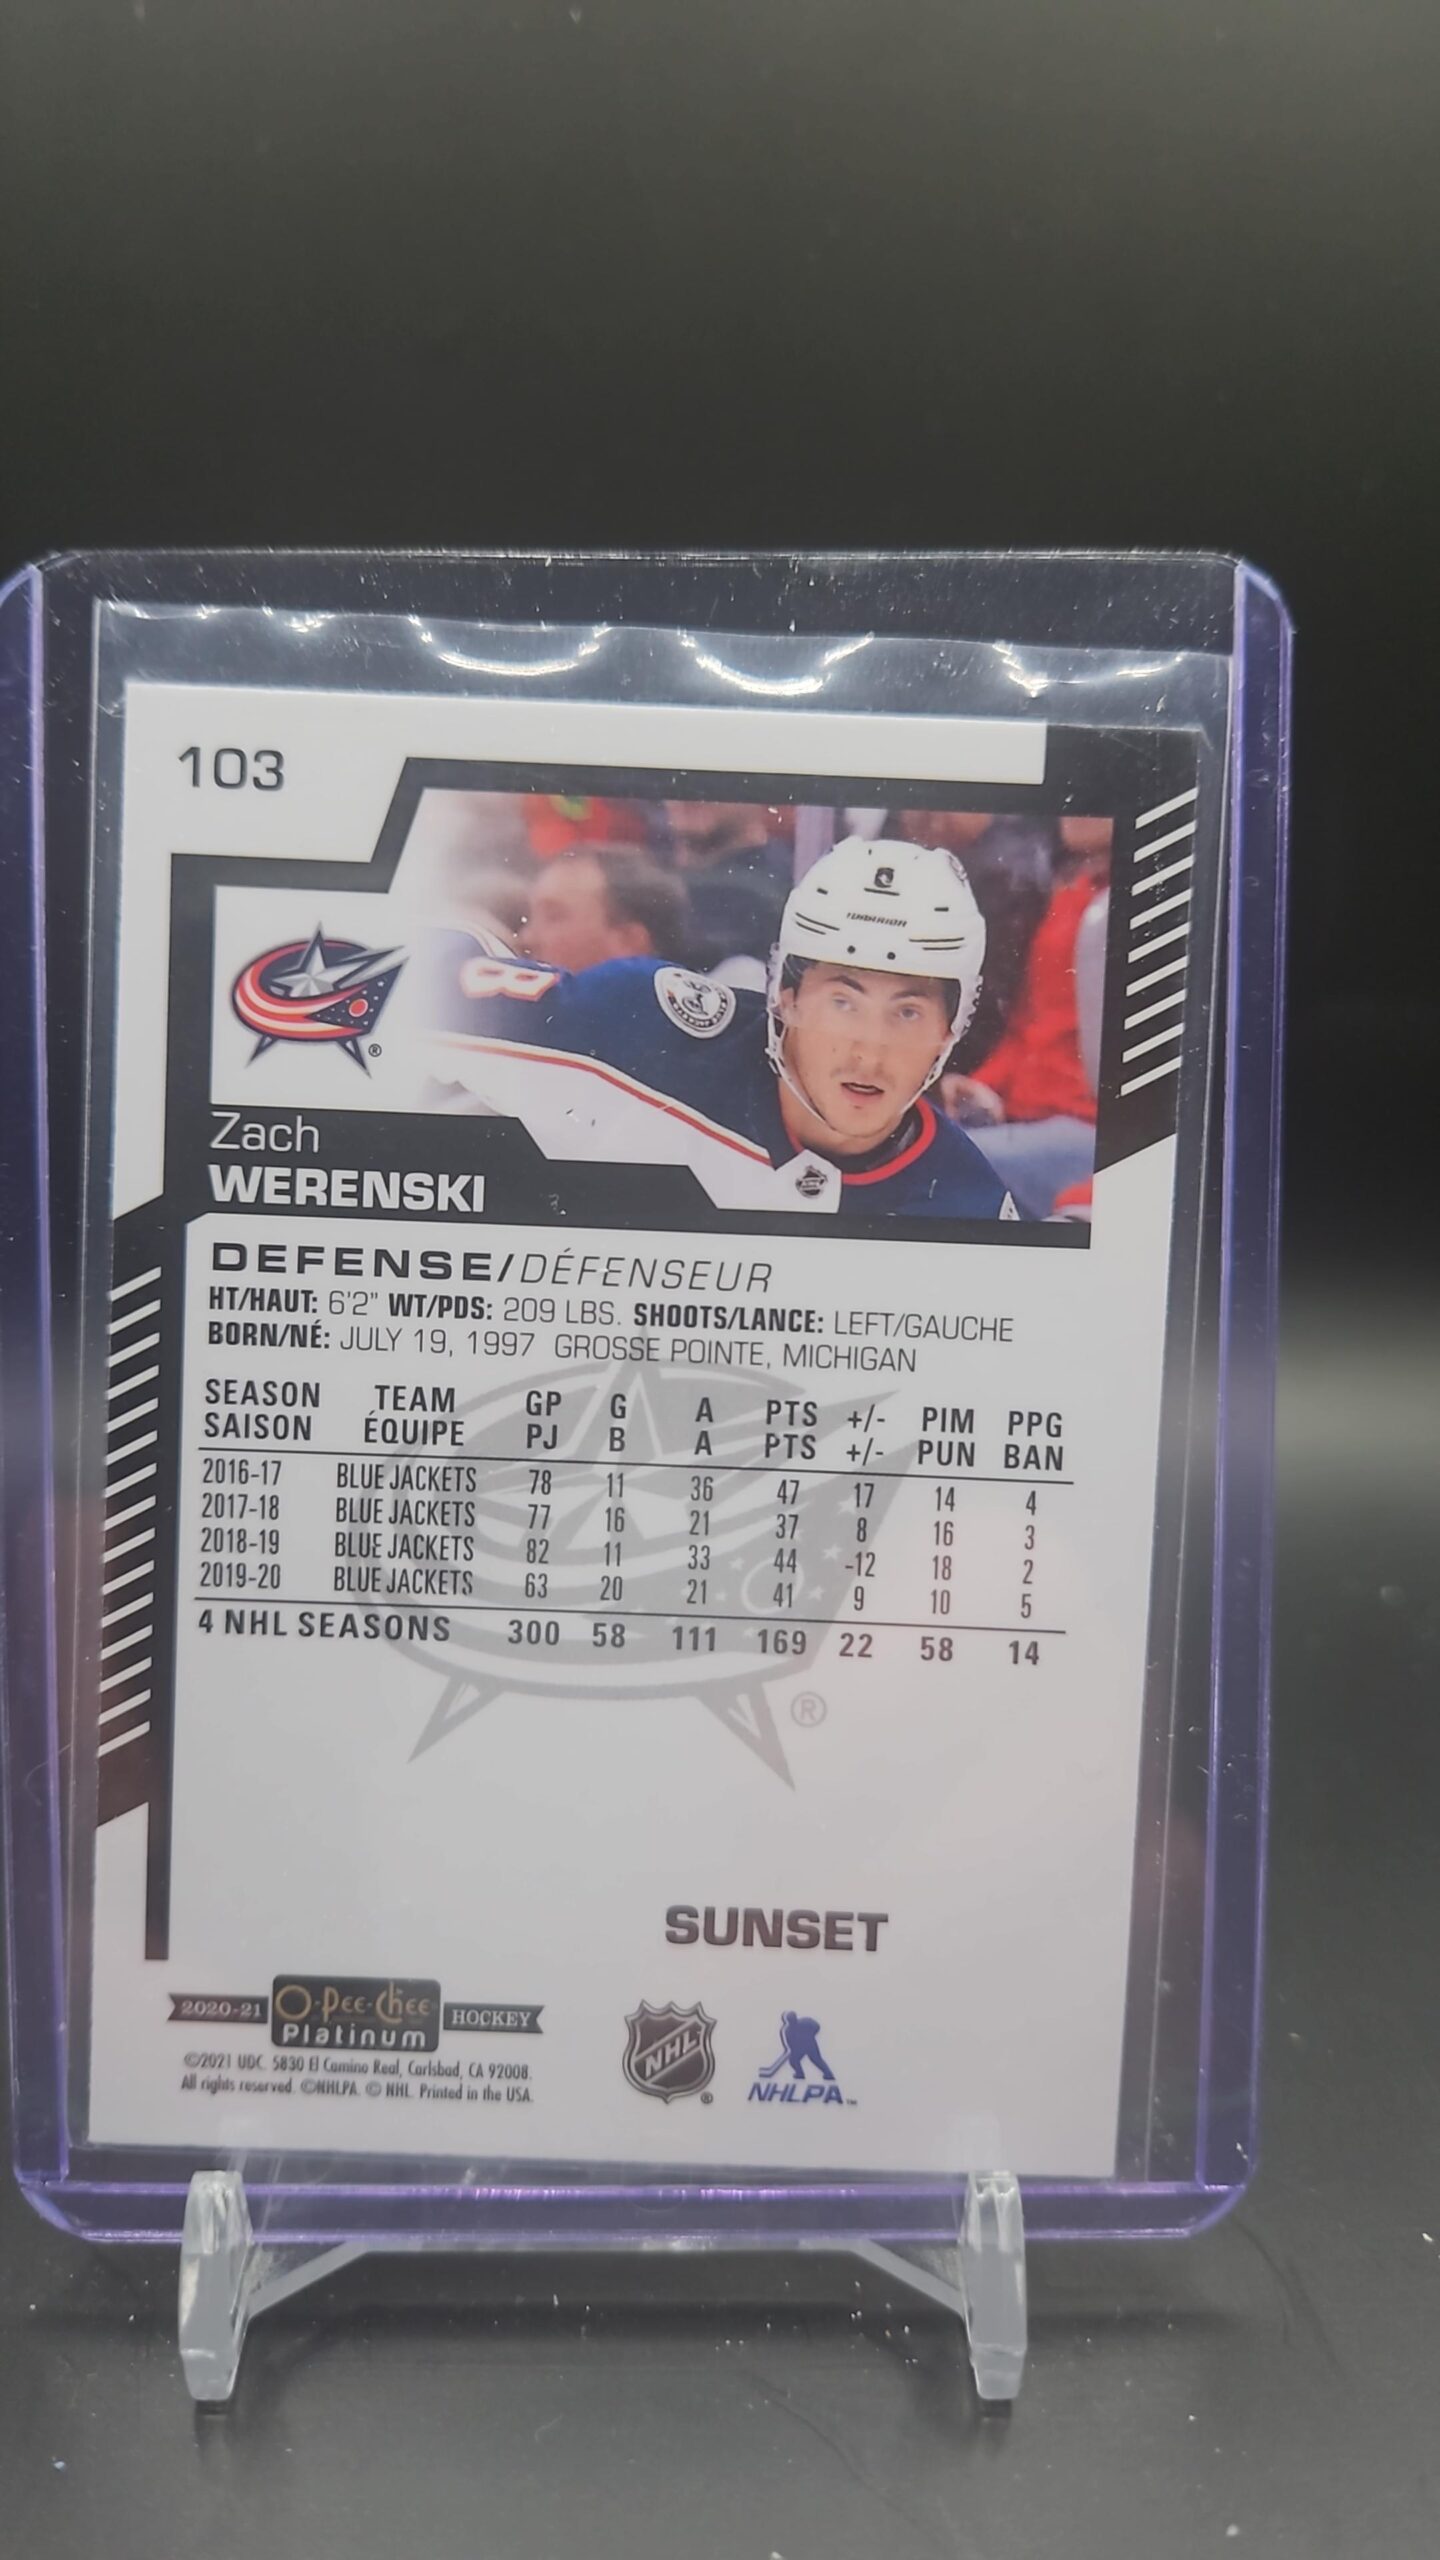 103
8
WARRIOR
8
Zach
WERENSKI
DEFENSE/DÉFENSEUR
HT/HAUT: 6'2" WT/PDS: 209 LBS. SHOOTS/LANCE: LEFT/GAUCHE
BORN/NÉ: JULY 19, 1997 GROSSE POINTE, MICHIGAN
SEASON TEAM GP G A PTS +/- PIM PPG
SAISON ÉQUIPE PJ B A PTS +/- PUN BAN
2016-17 BLUE JACKETS 78 11 36 47 17 14 4
2017-18 BLUE JACKETS 77 16 21 37 8 16 3
2018-19 BLUE JACKETS 82 11 33 44 -12 18 2
2019-20 BLUE JACKETS 63 20 21 41 9 10 5
4 NHL SEASONS 300 58 111 169 22 58 14
®
SUNSET
2020-21 O-Pee-Chee Platinum HOCKEY
©2021 UDC. 5830 El Camino Real, Carlsbad, CA 92008.
All rights reserved. ©NHLPA. © NHL. Printed in the USA.
NHL ®
NHLPA™